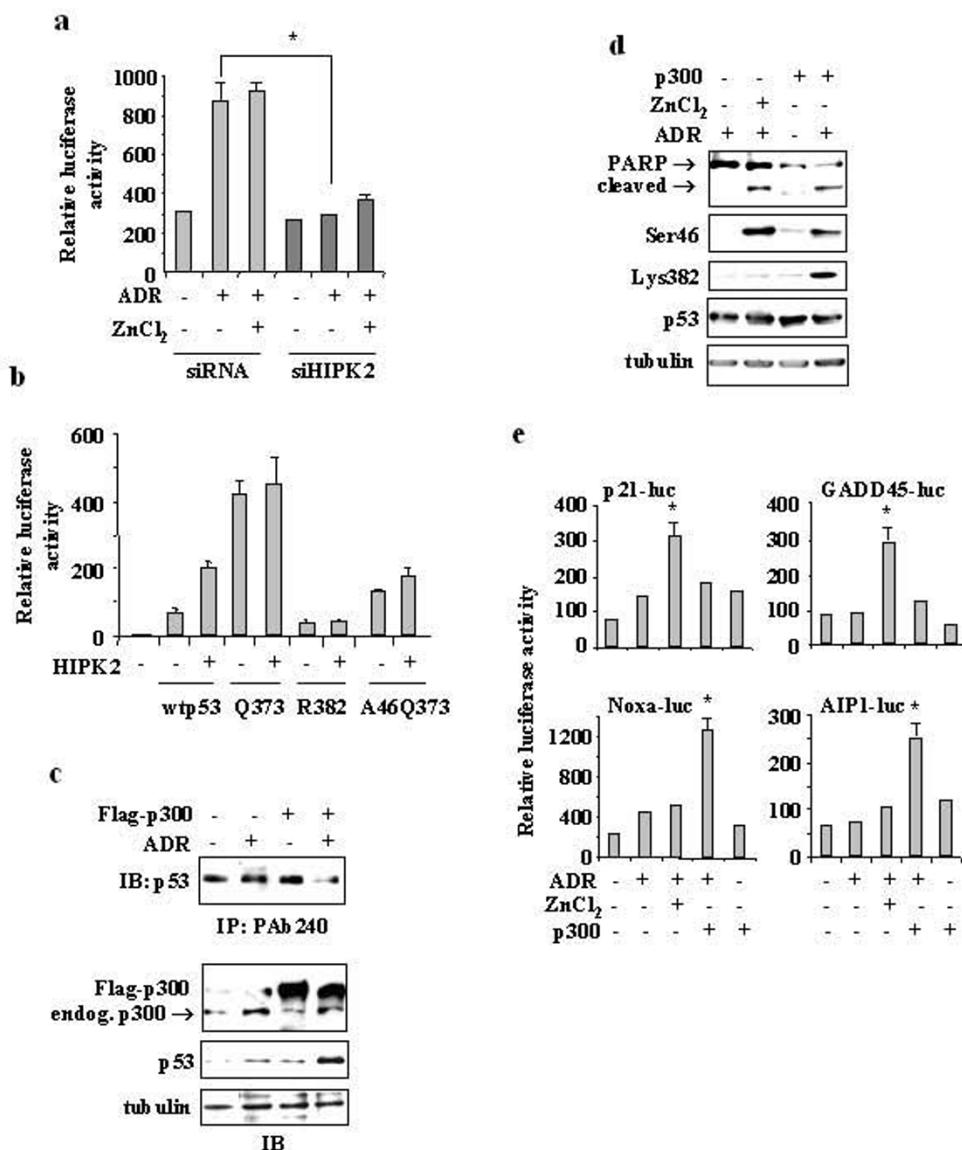 a
*
Relative luciferase activity
1000
800
600
400
200
0
ADR - + + - + +
ZnCl2 - - + - - +
siRNA siHIPK2
b
Relative luciferase activity
600
400
200
0
HIPK2 - - + - + - + - +
wtp53 Q373 R382 A46Q373
c
Flag-p300 - - + +
ADR - + - +
IB: p53
IP: PAb240
Flag-p300
endog. p300 →
p53
tubulin
IB
d
p300 - - + +
ZnCl2 - + - -
ADR + + - +
PARP →
cleaved →
Ser46
Lys382
p53
tubulin
e
Relative luciferase activity
p21-luc
*
400
300
200
100
0
GADD45-luc
*
400
300
200
100
0
Noxa-luc *
1200
800
400
0
AIP1-luc *
300
200
100
0
ADR - + + + - - + + + -
ZnCl2 - - + - - - - + - -
p300 - - - + + - - - + +